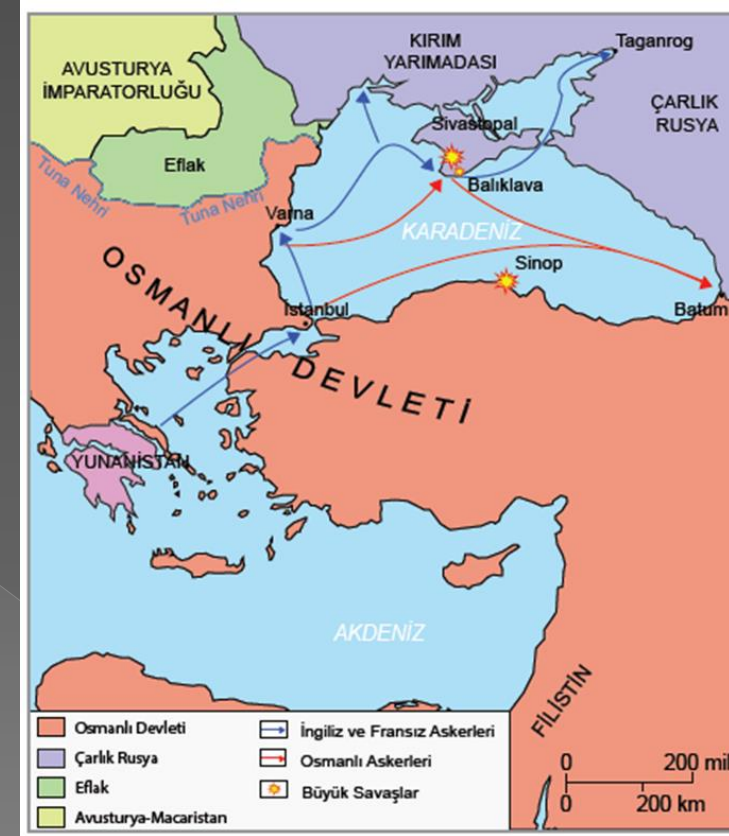 AVUSTURYA
İMPARATORLUĞU
KIRIM
YARIMADASI
Taganrog
ÇARLIK
RUSYA
Sivastopal
Eflak
Balıklava
Tuna Nehri
Tuna Nehri
Varna
KARADENİZ
Sinop
İstanbul
Batum
OSMANLI DEVLETİ
YUNANİSTAN
AKDENİZ
FİLİSTİN
Osmanlı Devleti
Çarlık Rusya
Eflak
Avusturya-Macaristan
İngiliz ve Fransız Askerleri
Osmanlı Askerleri
Büyük Savaşlar
0 200 mil
0 200 km